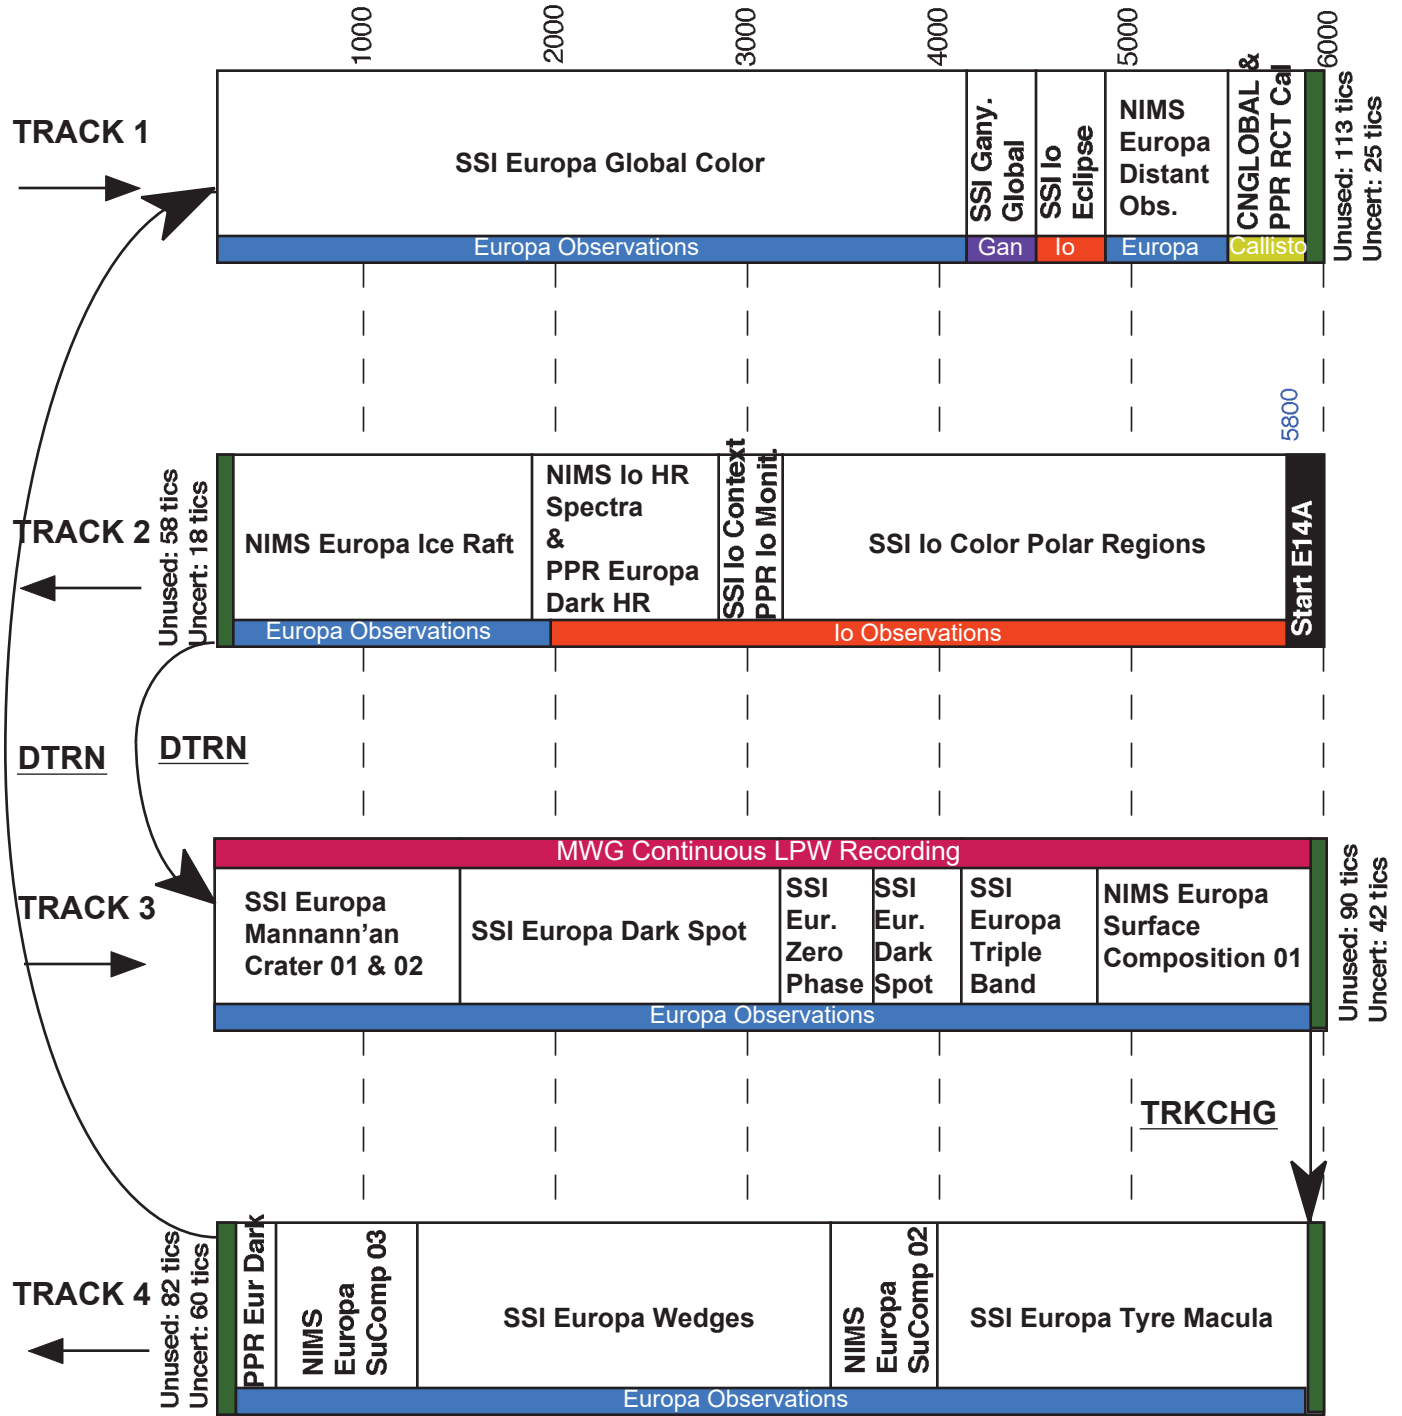 1000
2000
3000
4000
5000
6000
TRACK 1
SSI Europa Global Color
SSI Gany.
Global
SSI Io
Eclipse
NIMS
Europa
Distant
Obs.
CNGLOBAL &
PPR RCT Cal
Unused: 113 tics
Uncert: 25 tics
Europa Observations
Gan
Io
Europa
Callisto
5800
TRACK 2
Unused: 58 tics
Uncert: 18 tics
NIMS Europa Ice Raft
NIMS Io HR
Spectra
&
PPR Europa
Dark HR
SSI Io Context
PPR Io Monit.
SSI Io Color Polar Regions
Start E14A
Europa Observations
Io Observations
DTRN
DTRN
MWG Continuous LPW Recording
TRACK 3
SSI Europa
Mannann’an
Crater 01 & 02
SSI Europa Dark Spot
SSI
Eur.
Zero
Phase
SSI
Eur.
Dark
Spot
SSI
Europa
Triple
Band
NIMS Europa
Surface
Composition 01
Unused: 90 tics
Uncert: 42 tics
Europa Observations
TRKCHG
TRACK 4
Unused: 82 tics
Uncert: 60 tics
PPR Eur Dark
NIMS
Europa
SuComp 03
SSI Europa Wedges
NIMS
Europa
SuComp 02
SSI Europa Tyre Macula
Europa Observations